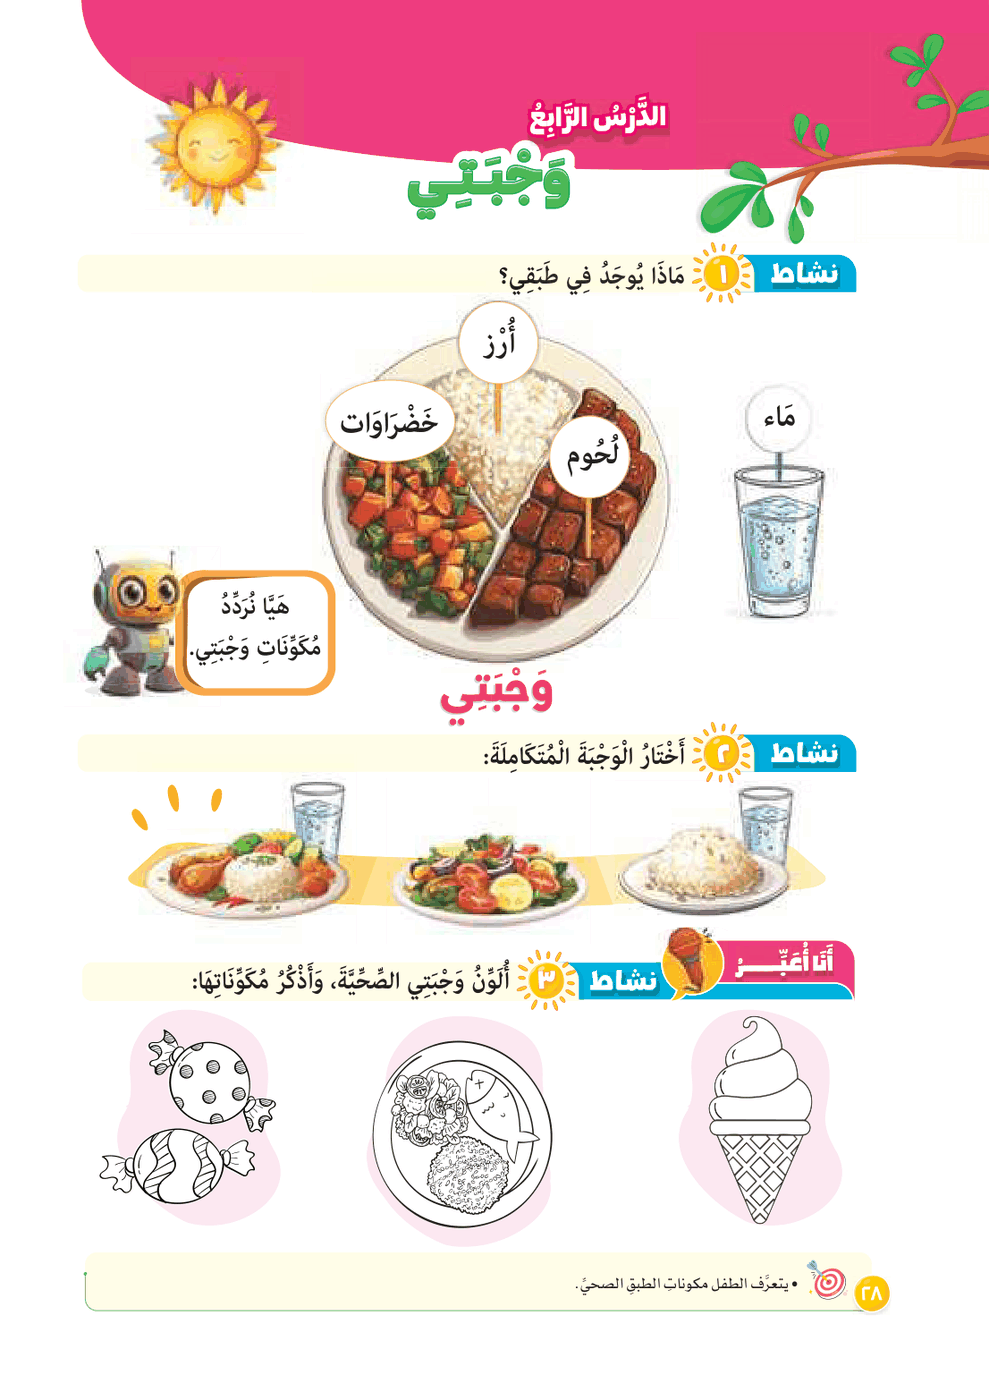 الدَّرْسُ الرَّابِعُ
وَجْبَتِي
نشاط ١ مَاذَا يُوجَدُ فِي طَبَقِي؟
أُرْز
خَضْرَاوَات
لُحُوم
مَاء
هَيَّا نُرَدِّدُ
مُكَوِّنَاتِ وَجْبَتِي.
وَجْبَتِي
نشاط ٢ أَخْتَارُ الْوَجْبَةَ الْمُتَكَامِلَةَ:
أَنَا أُعَبِّــرُ
نشاط ٣ أُلَوِّنُ وَجْبَتِي الصِّحِّيَّةَ، وَأَذْكُرُ مُكَوِّنَاتِهَا:
• يتعرَّف الطفل مكوناتِ الطبقِ الصحيِّ.
٢٨